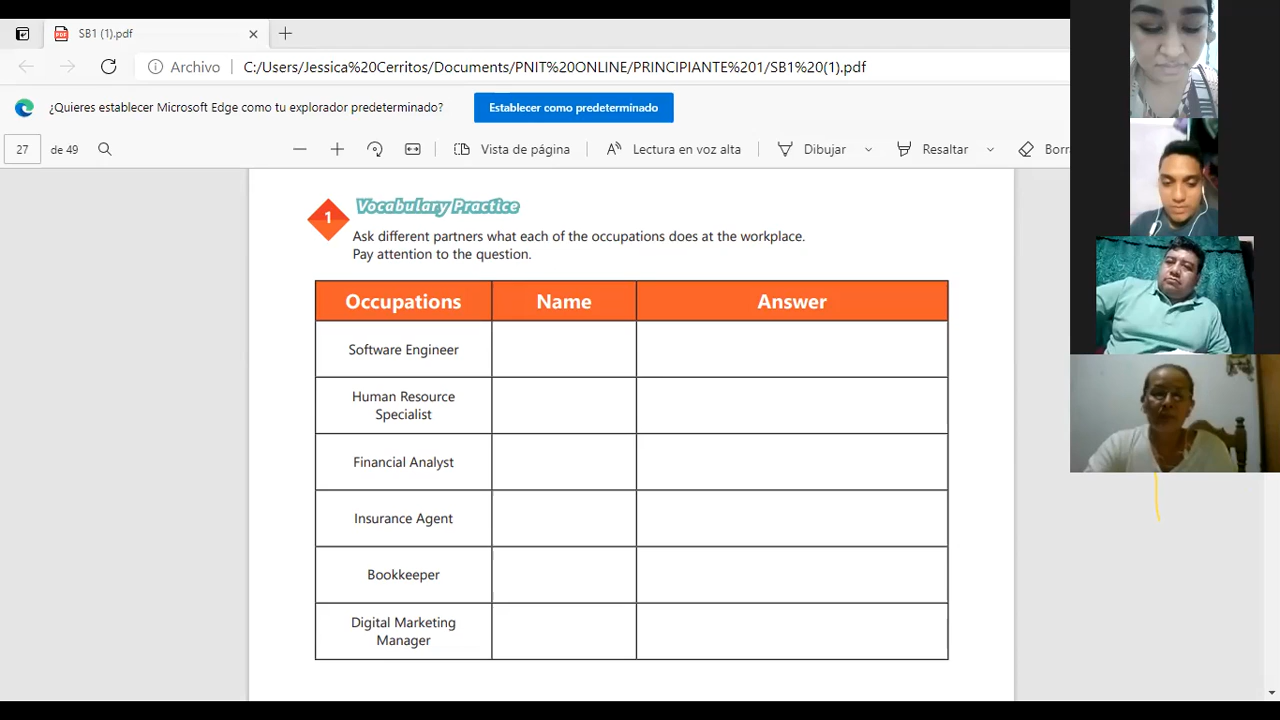 SB1 (1).pdf
Archivo
C:/Users/Jessica%20Cerritos/Documents/PNIT%20ONLINE/PRINCIPIANTE%201/SB1%20(1).pdf
¿Quieres establecer Microsoft Edge como tu explorador predeterminado?
Establecer como predeterminado
27 de 49
Vista de página
Lectura en voz alta
Dibujar
Resaltar
Bor
1
Vocabulary Practice
Ask different partners what each of the occupations does at the workplace.
Pay attention to the question.
Occupations Name Answer
Software Engineer
Human Resource
Specialist
Financial Analyst
Insurance Agent
Bookkeeper
Digital Marketing
Manager